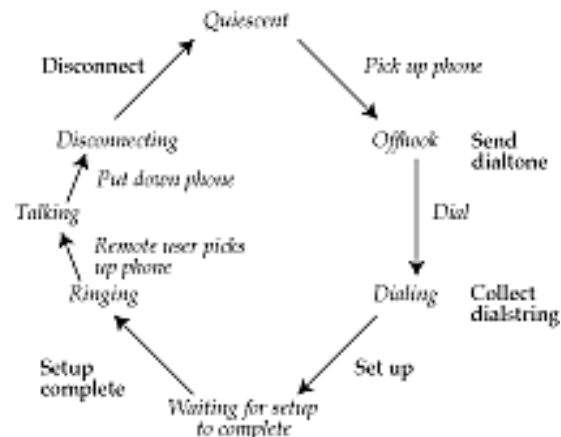 Quiescent
Disconnect
Pick up phone
Disconnecting
Offhook
Send
dialtone
Put down phone
Talking
Dial
Remote user picks
up phone
Ringing
Dialing
Collect
dialstring
Setup
complete
Set up
Waiting for setup
to complete